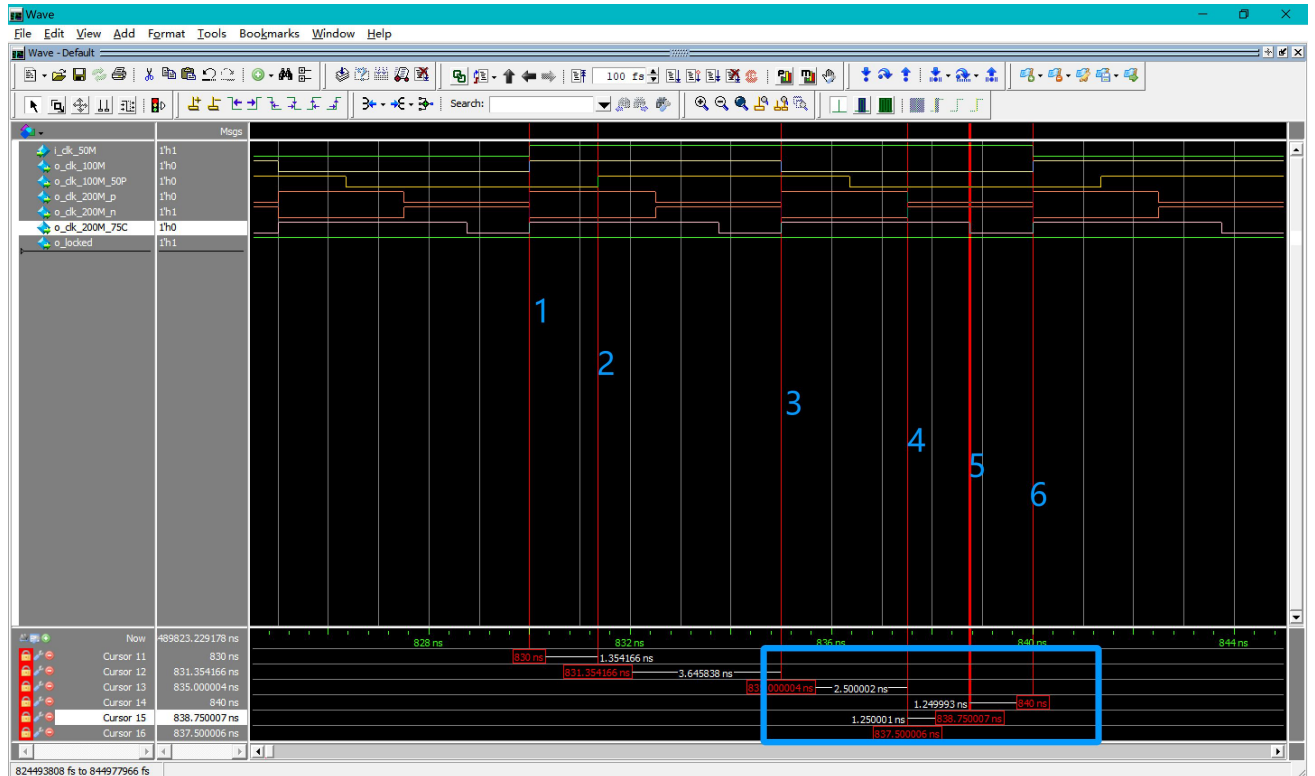 Wave
File Edit View Add Format Tools Bookmarks Window Help
Wave - Default
100 fs
Search:
Msgs
i_clk_50M 1'h1
o_clk_100M 1'h0
o_clk_100M_50P 1'h0
o_clk_200M_p 1'h0
o_clk_200M_n 1'h1
o_clk_200M_75C 1'h0
o_locked 1'h1
1
2
3
4
5
6
Now 489823.229178 ns 828 ns 832 ns 836 ns 840 ns 844 ns
Cursor 11 830 ns 830 ns 1.354166 ns
Cursor 12 831.354166 ns 831.354166 ns 3.645838 ns
Cursor 13 835.000004 ns 835.000004 ns 2.500002 ns
Cursor 14 840 ns 1.249993 ns 840 ns
Cursor 15 838.750007 ns 1.250001 ns 838.750007 ns
Cursor 16 837.500006 ns 837.500006 ns
824493808 fs to 844977966 fs